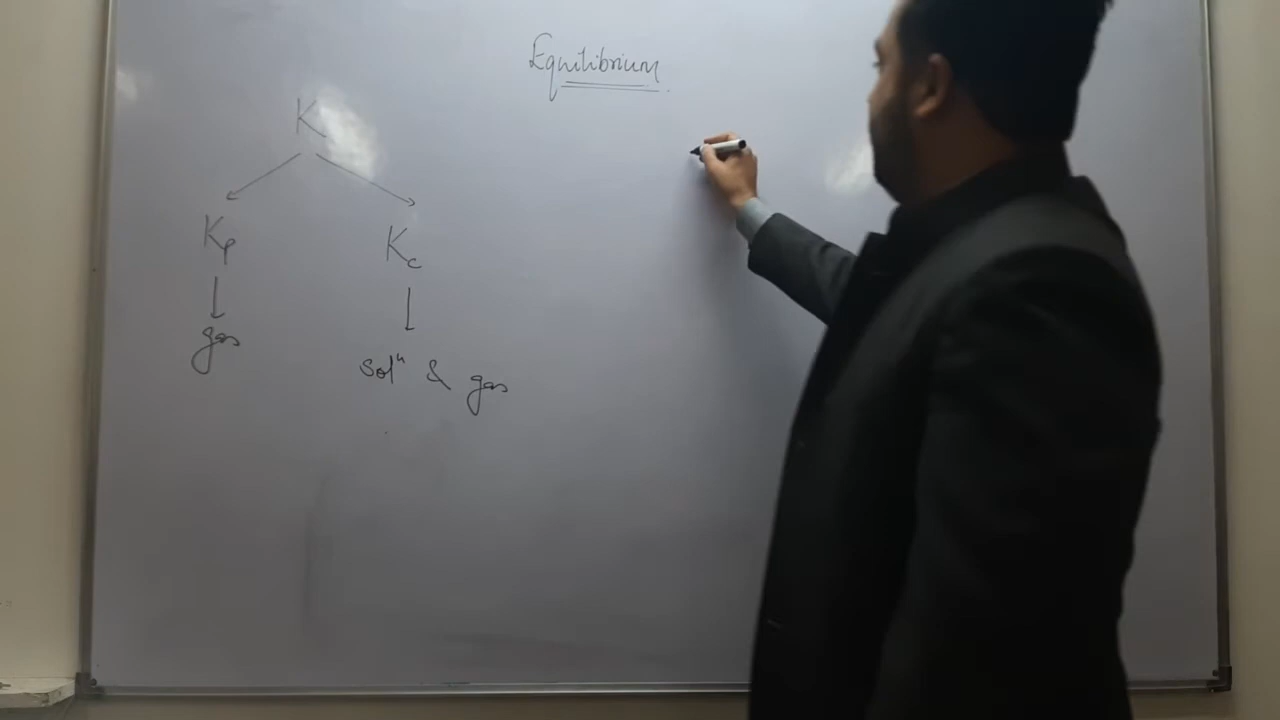 Equilibrium
K
Kp Kc
gas
solⁿ & gas